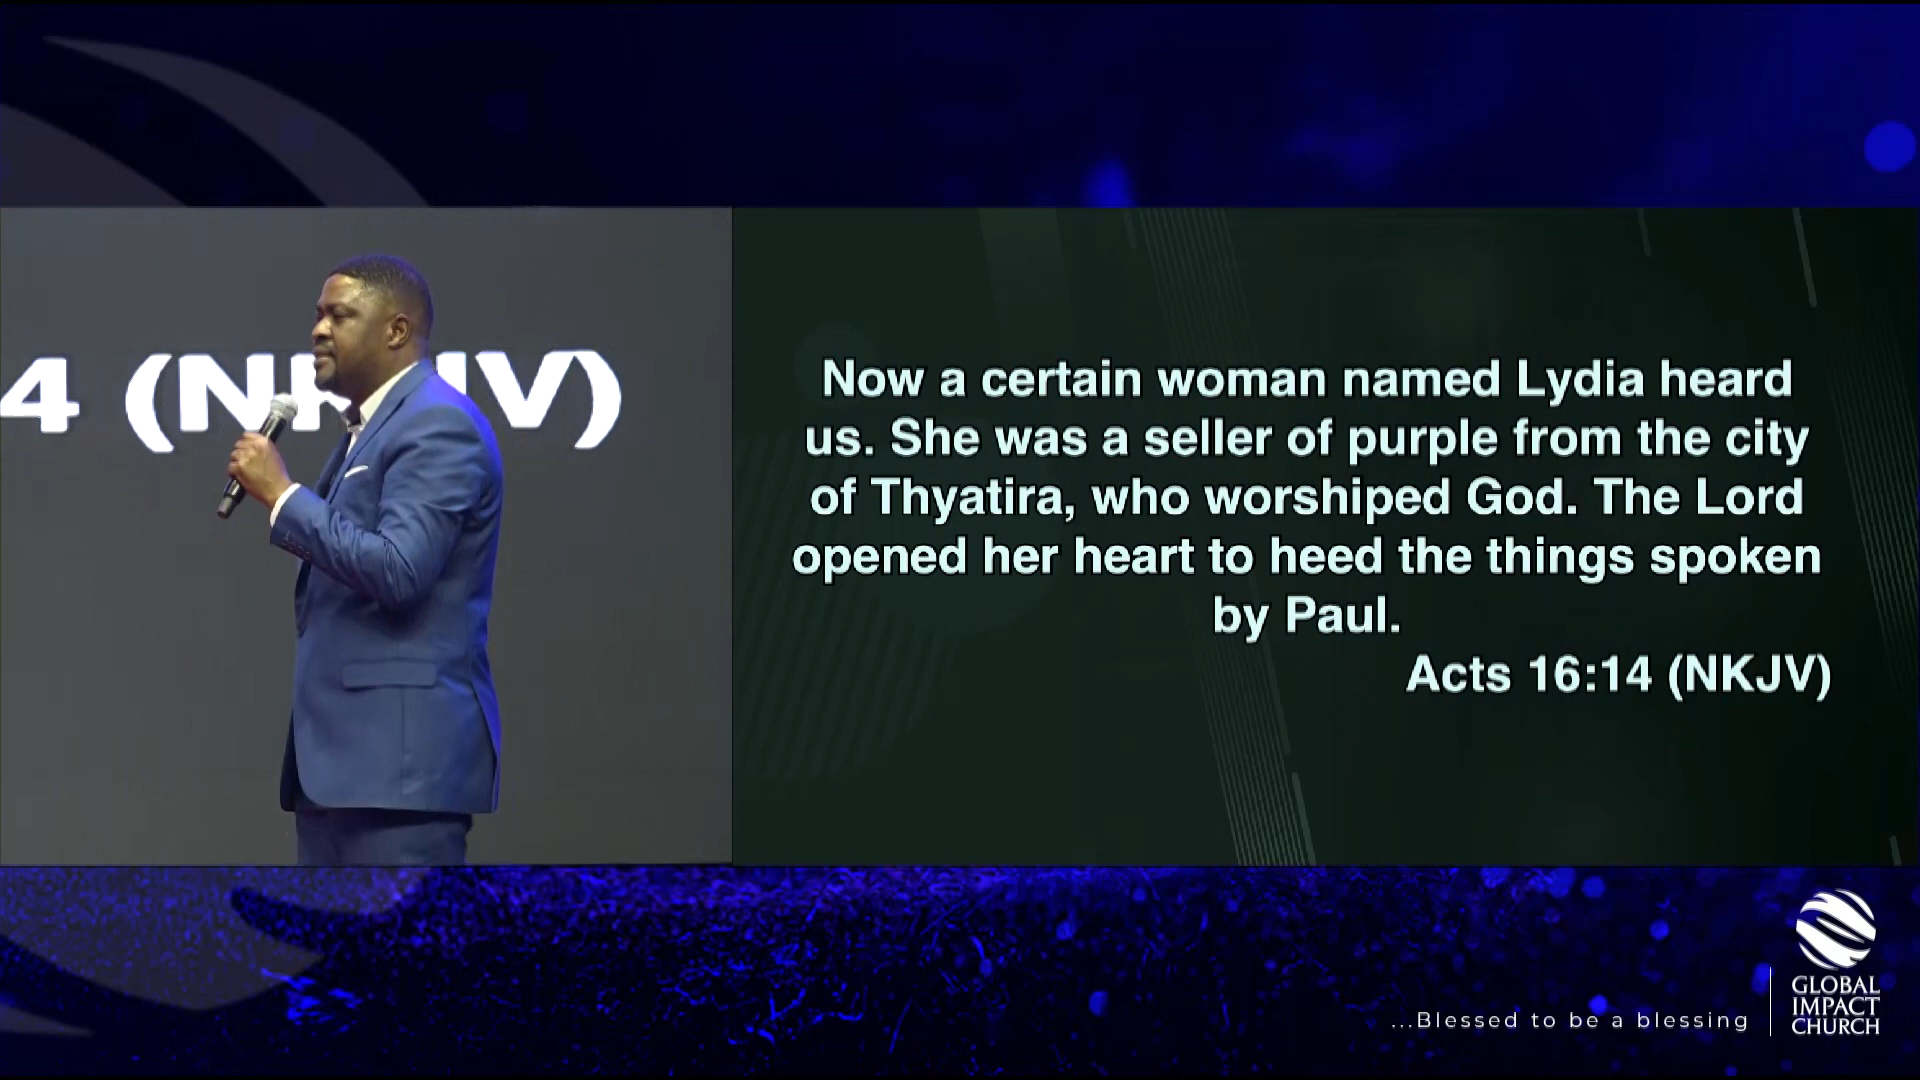 4 (NKJV)
Now a certain woman named Lydia heard
us. She was a seller of purple from the city
of Thyatira, who worshiped God. The Lord
opened her heart to heed the things spoken
by Paul.
Acts 16:14 (NKJV)
...Blessed to be a blessing
GLOBAL
IMPACT
CHURCH